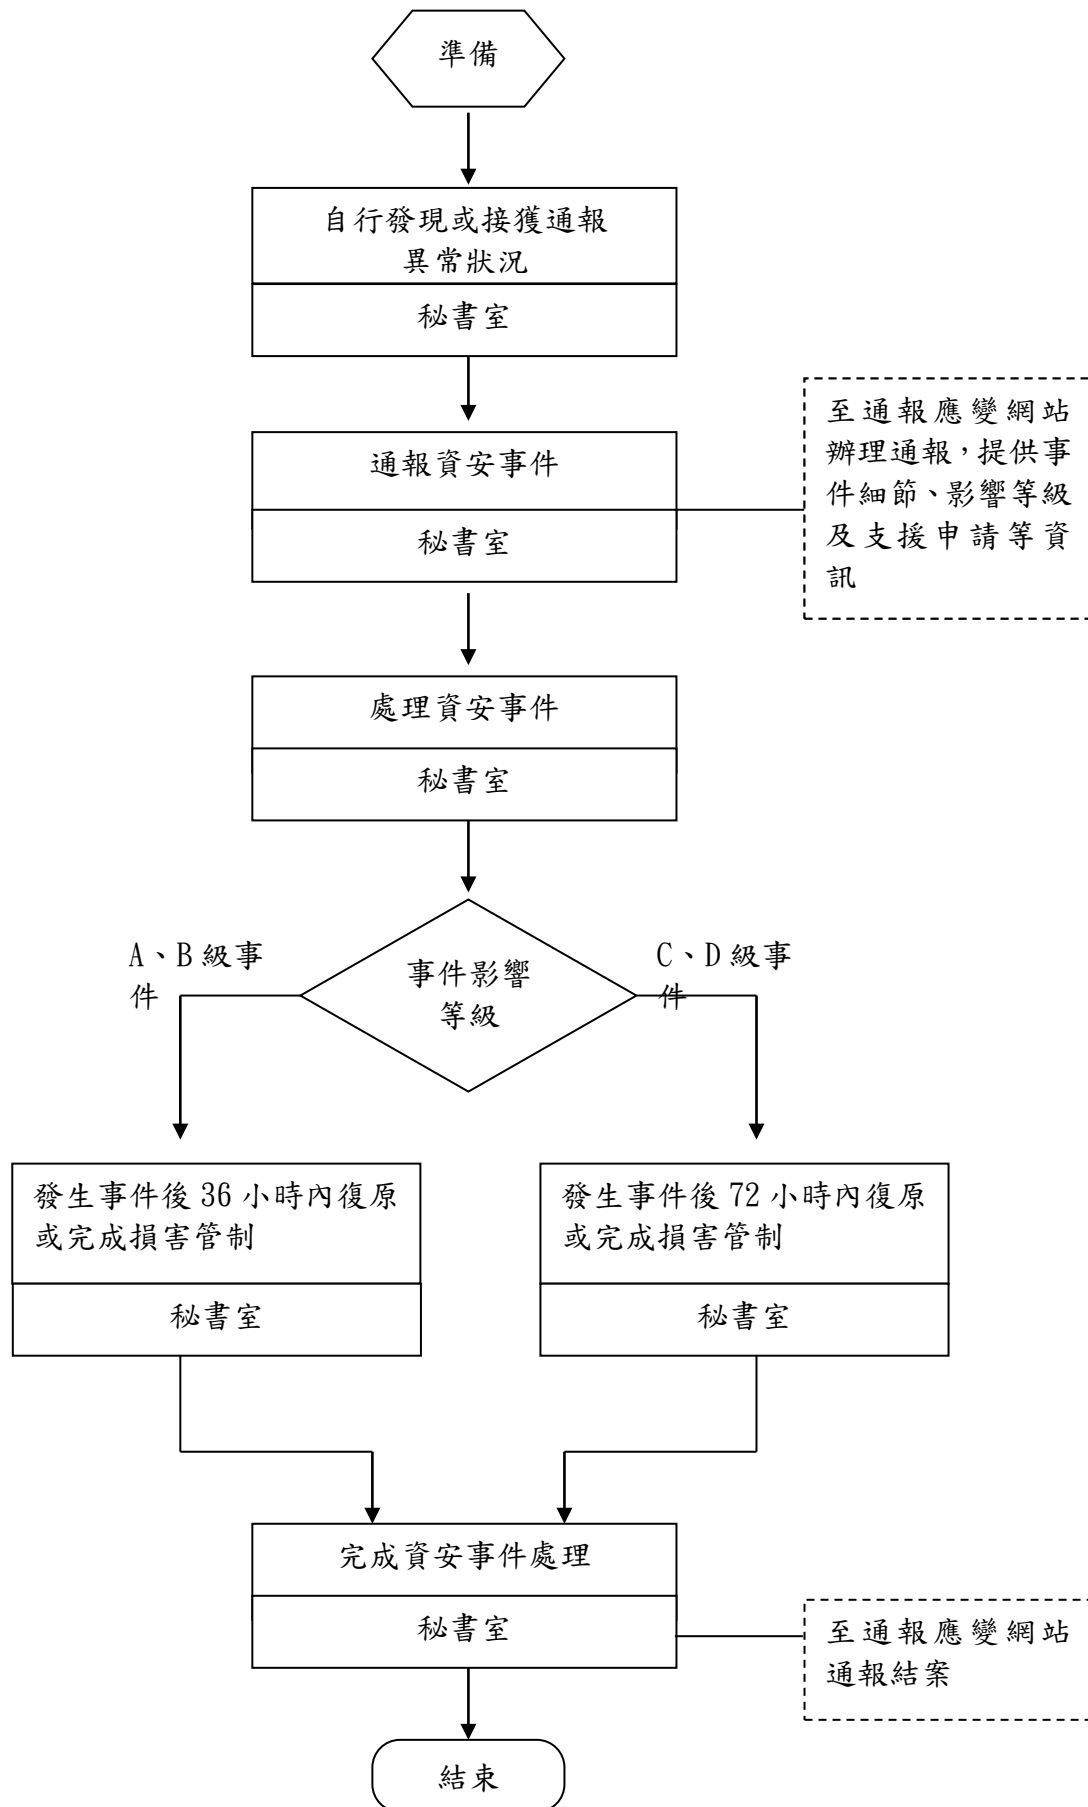 準備
自行發現或接獲通報
異常狀況
秘書室
通報資安事件
秘書室
至通報應變網站
辦理通報，提供事
件細節、影響等級
及支援申請等資
訊
處理資安事件
秘書室
事件影響
等級
A、B 級事
件
C、D 級事
件
發生事件後 36 小時內復原
或完成損害管制
秘書室
發生事件後 72 小時內復原
或完成損害管制
秘書室
完成資安事件處理
秘書室
至通報應變網站
通報結案
結束